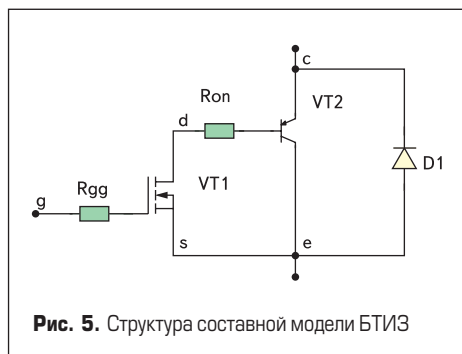 c
Ron
VT2
d
D1
g
Rgg
VT1
s
e
Рис. 5. Структура составной модели БТИЗ